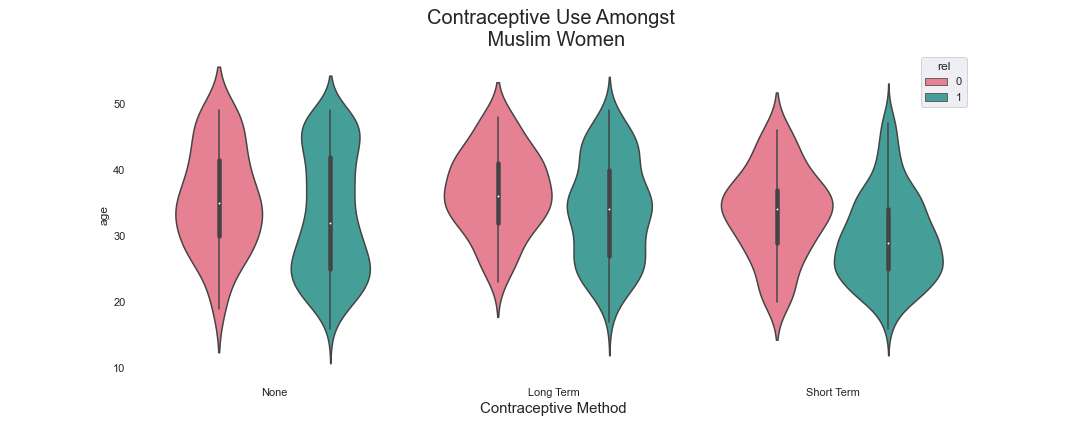 Contraceptive Use Amongst
Muslim Women
rel
0
1
50
40
30
20
10
age
None
Long Term
Short Term
Contraceptive Method